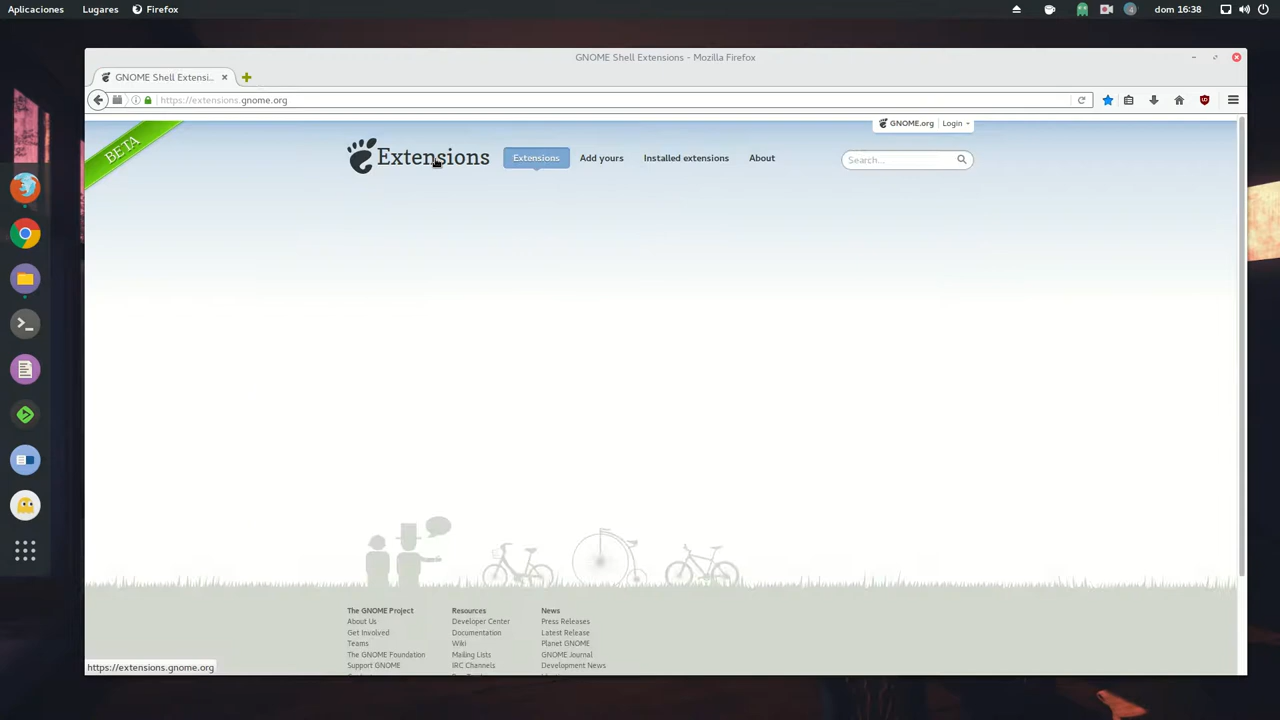 Aplicaciones Lugares Firefox dom 16:38
GNOME Shell Extensions - Mozilla Firefox
GNOME Shell Extensi...
https://extensions.gnome.org
GNOME.org Login
BETA
Extensions Extensions Add yours Installed extensions About Search...
The GNOME Project
About Us
Get Involved
Teams
The GNOME Foundation
Support GNOME
Resources
Developer Center
Documentation
Wiki
Mailing Lists
IRC Channels
News
Press Releases
Latest Release
Planet GNOME
GNOME Journal
Development News
https://extensions.gnome.org